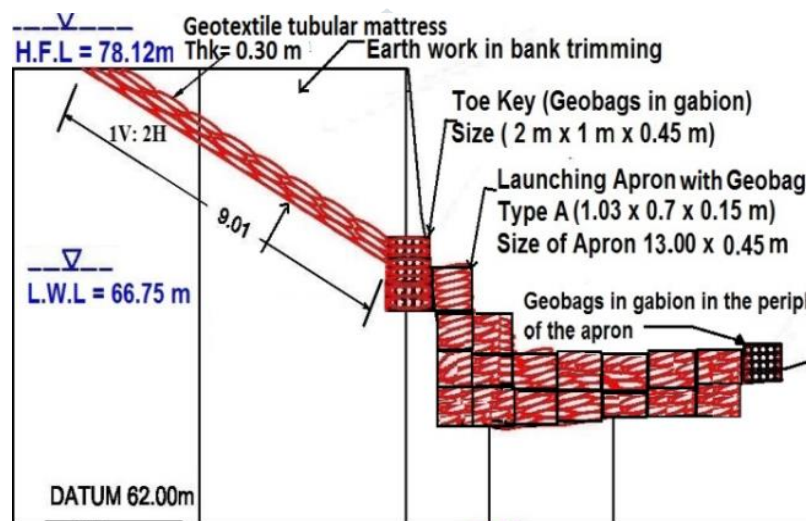 Geotextile tubular mattress
H.F.L = 78.12m
Thk= 0.30 m
Earth work in bank trimming
Toe Key (Geobags in gabion)
Size ( 2 m x 1 m x 0.45 m)
1V: 2H
Launching Apron with Geobag
Type A (1.03 x 0.7 x 0.15 m)
Size of Apron 13.00 x 0.45 m
9.01
L.W.L = 66.75 m
Geobags in gabion in the periph
of the apron
DATUM 62.00m